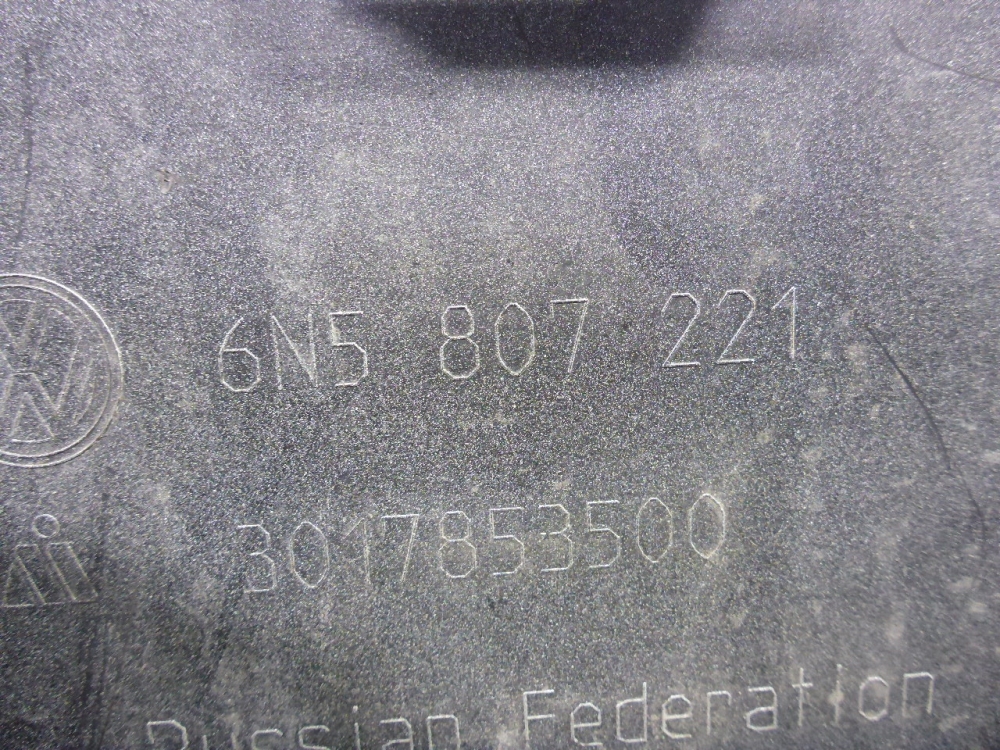 6N5 807 221
3017853500
Russian Federation